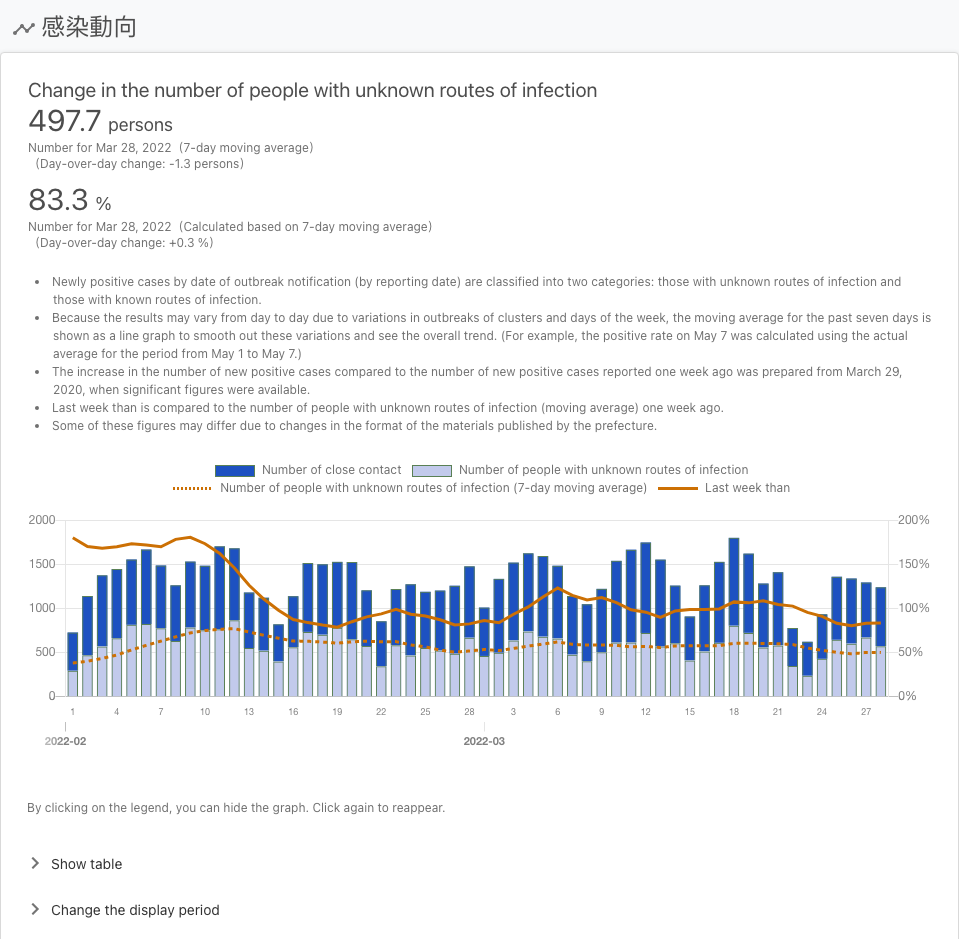 感染動向
Change in the number of people with unknown routes of infection
497.7 persons
Number for Mar 28, 2022 (7-day moving average)
(Day-over-day change: -1.3 persons)
83.3 %
Number for Mar 28, 2022 (Calculated based on 7-day moving average)
(Day-over-day change: +0.3 %)
• Newly positive cases by date of outbreak notification (by reporting date) are classified into two categories: those with unknown routes of infection and
those with known routes of infection.
• Because the results may vary from day to day due to variations in outbreaks of clusters and days of the week, the moving average for the past seven days is
shown as a line graph to smooth out these variations and see the overall trend. (For example, the positive rate on May 7 was calculated using the actual
average for the period from May 1 to May 7.)
• The increase in the number of new positive cases compared to the number of new positive cases reported one week ago was prepared from March 29,
2020, when significant figures were available.
• Last week than is compared to the number of people with unknown routes of infection (moving average) one week ago.
• Some of these figures may differ due to changes in the format of the materials published by the prefecture.
Number of close contact Number of people with unknown routes of infection
Number of people with unknown routes of infection (7-day moving average) Last week than
2000 200%
1500 150%
1000 100%
500 50%
0 0%
1 4 7 10 13 16 19 22 25 28 3 6 9 12 15 18 21 24 27
2022-02 2022-03
By clicking on the legend, you can hide the graph. Click again to reappear.
Show table
Change the display period